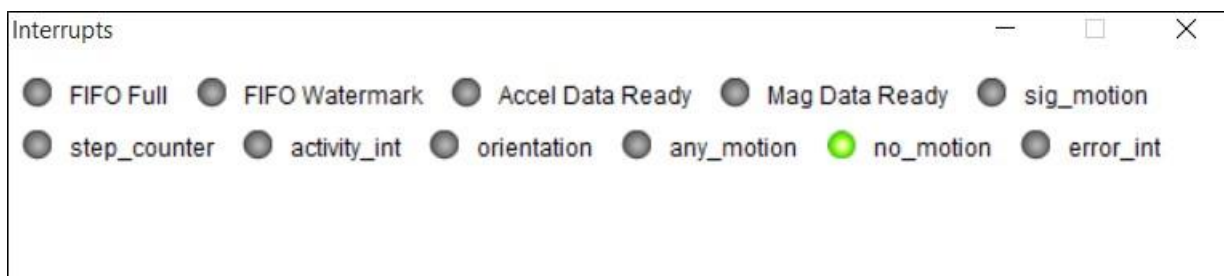 Interrupts
FIFO Full FIFO Watermark Accel Data Ready Mag Data Ready sig_motion
step_counter activity_int orientation any_motion no_motion error_int